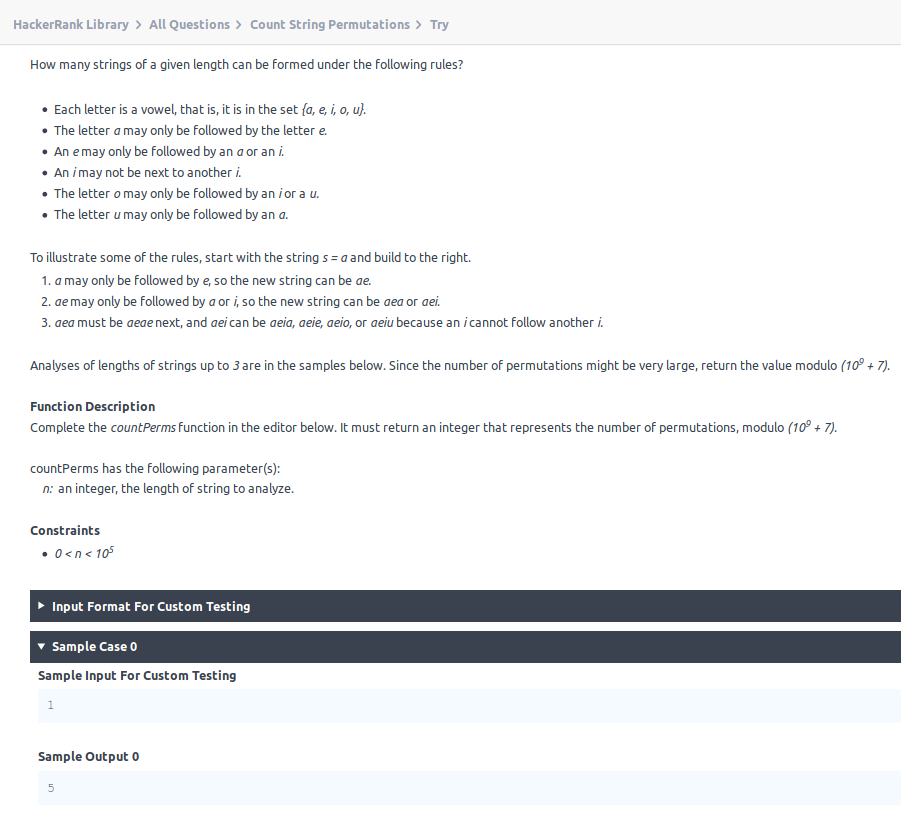 HackerRank Library > All Questions > Count String Permutations > Try
How many strings of a given length can be formed under the following rules?
• Each letter is a vowel, that is, it is in the set {a, e, i, o, u}.
• The letter a may only be followed by the letter e.
• An e may only be followed by an a or an i.
• An i may not be next to another i.
• The letter o may only be followed by an i or a u.
• The letter u may only be followed by an a.
To illustrate some of the rules, start with the string s = a and build to the right.
1. a may only be followed by e, so the new string can be ae.
2. ae may only be followed by a or i, so the new string can be aea or aei.
3. aea must be aeae next, and aei can be aeia, aeie, aeio, or aeiu because an i cannot follow another i.
Analyses of lengths of strings up to 3 are in the samples below. Since the number of permutations might be very large, return the value modulo (10⁹ + 7).
Function Description
Complete the countPerms function in the editor below. It must return an integer that represents the number of permutations, modulo (10⁹ + 7).
countPerms has the following parameter(s):
n: an integer, the length of string to analyze.
Constraints
• 0 < n < 10⁵
Input Format For Custom Testing
Sample Case 0
Sample Input For Custom Testing
1
Sample Output 0
5